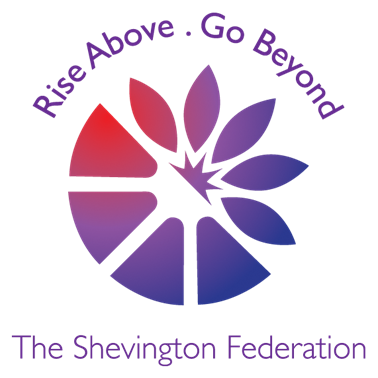 Rise Above . Go Beyond
The Shevington Federation